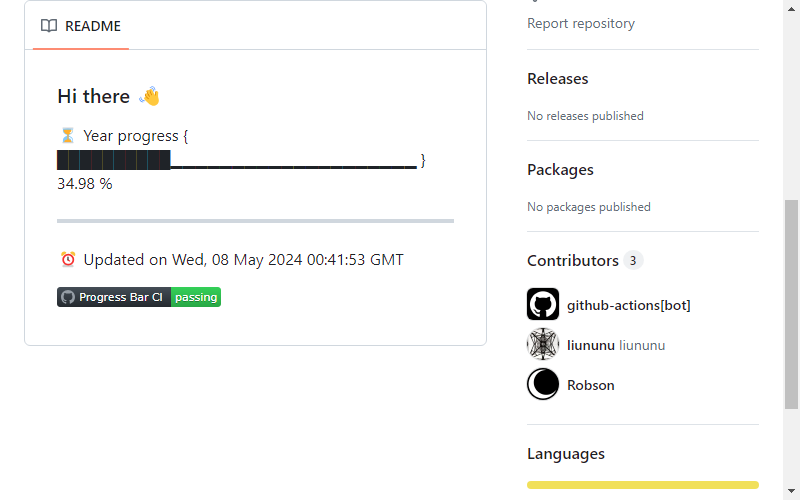 README
Hi there 👋
⏳ Year progress {
██████████▁▁▁▁▁▁▁▁▁▁▁▁▁▁▁▁▁▁▁▁ }
34.98 %
⏰ Updated on Wed, 08 May 2024 00:41:53 GMT
Progress Bar CI passing
Report repository
Releases
No releases published
Packages
No packages published
Contributors 3
github-actions[bot]
liununu liununu
Robson
Languages